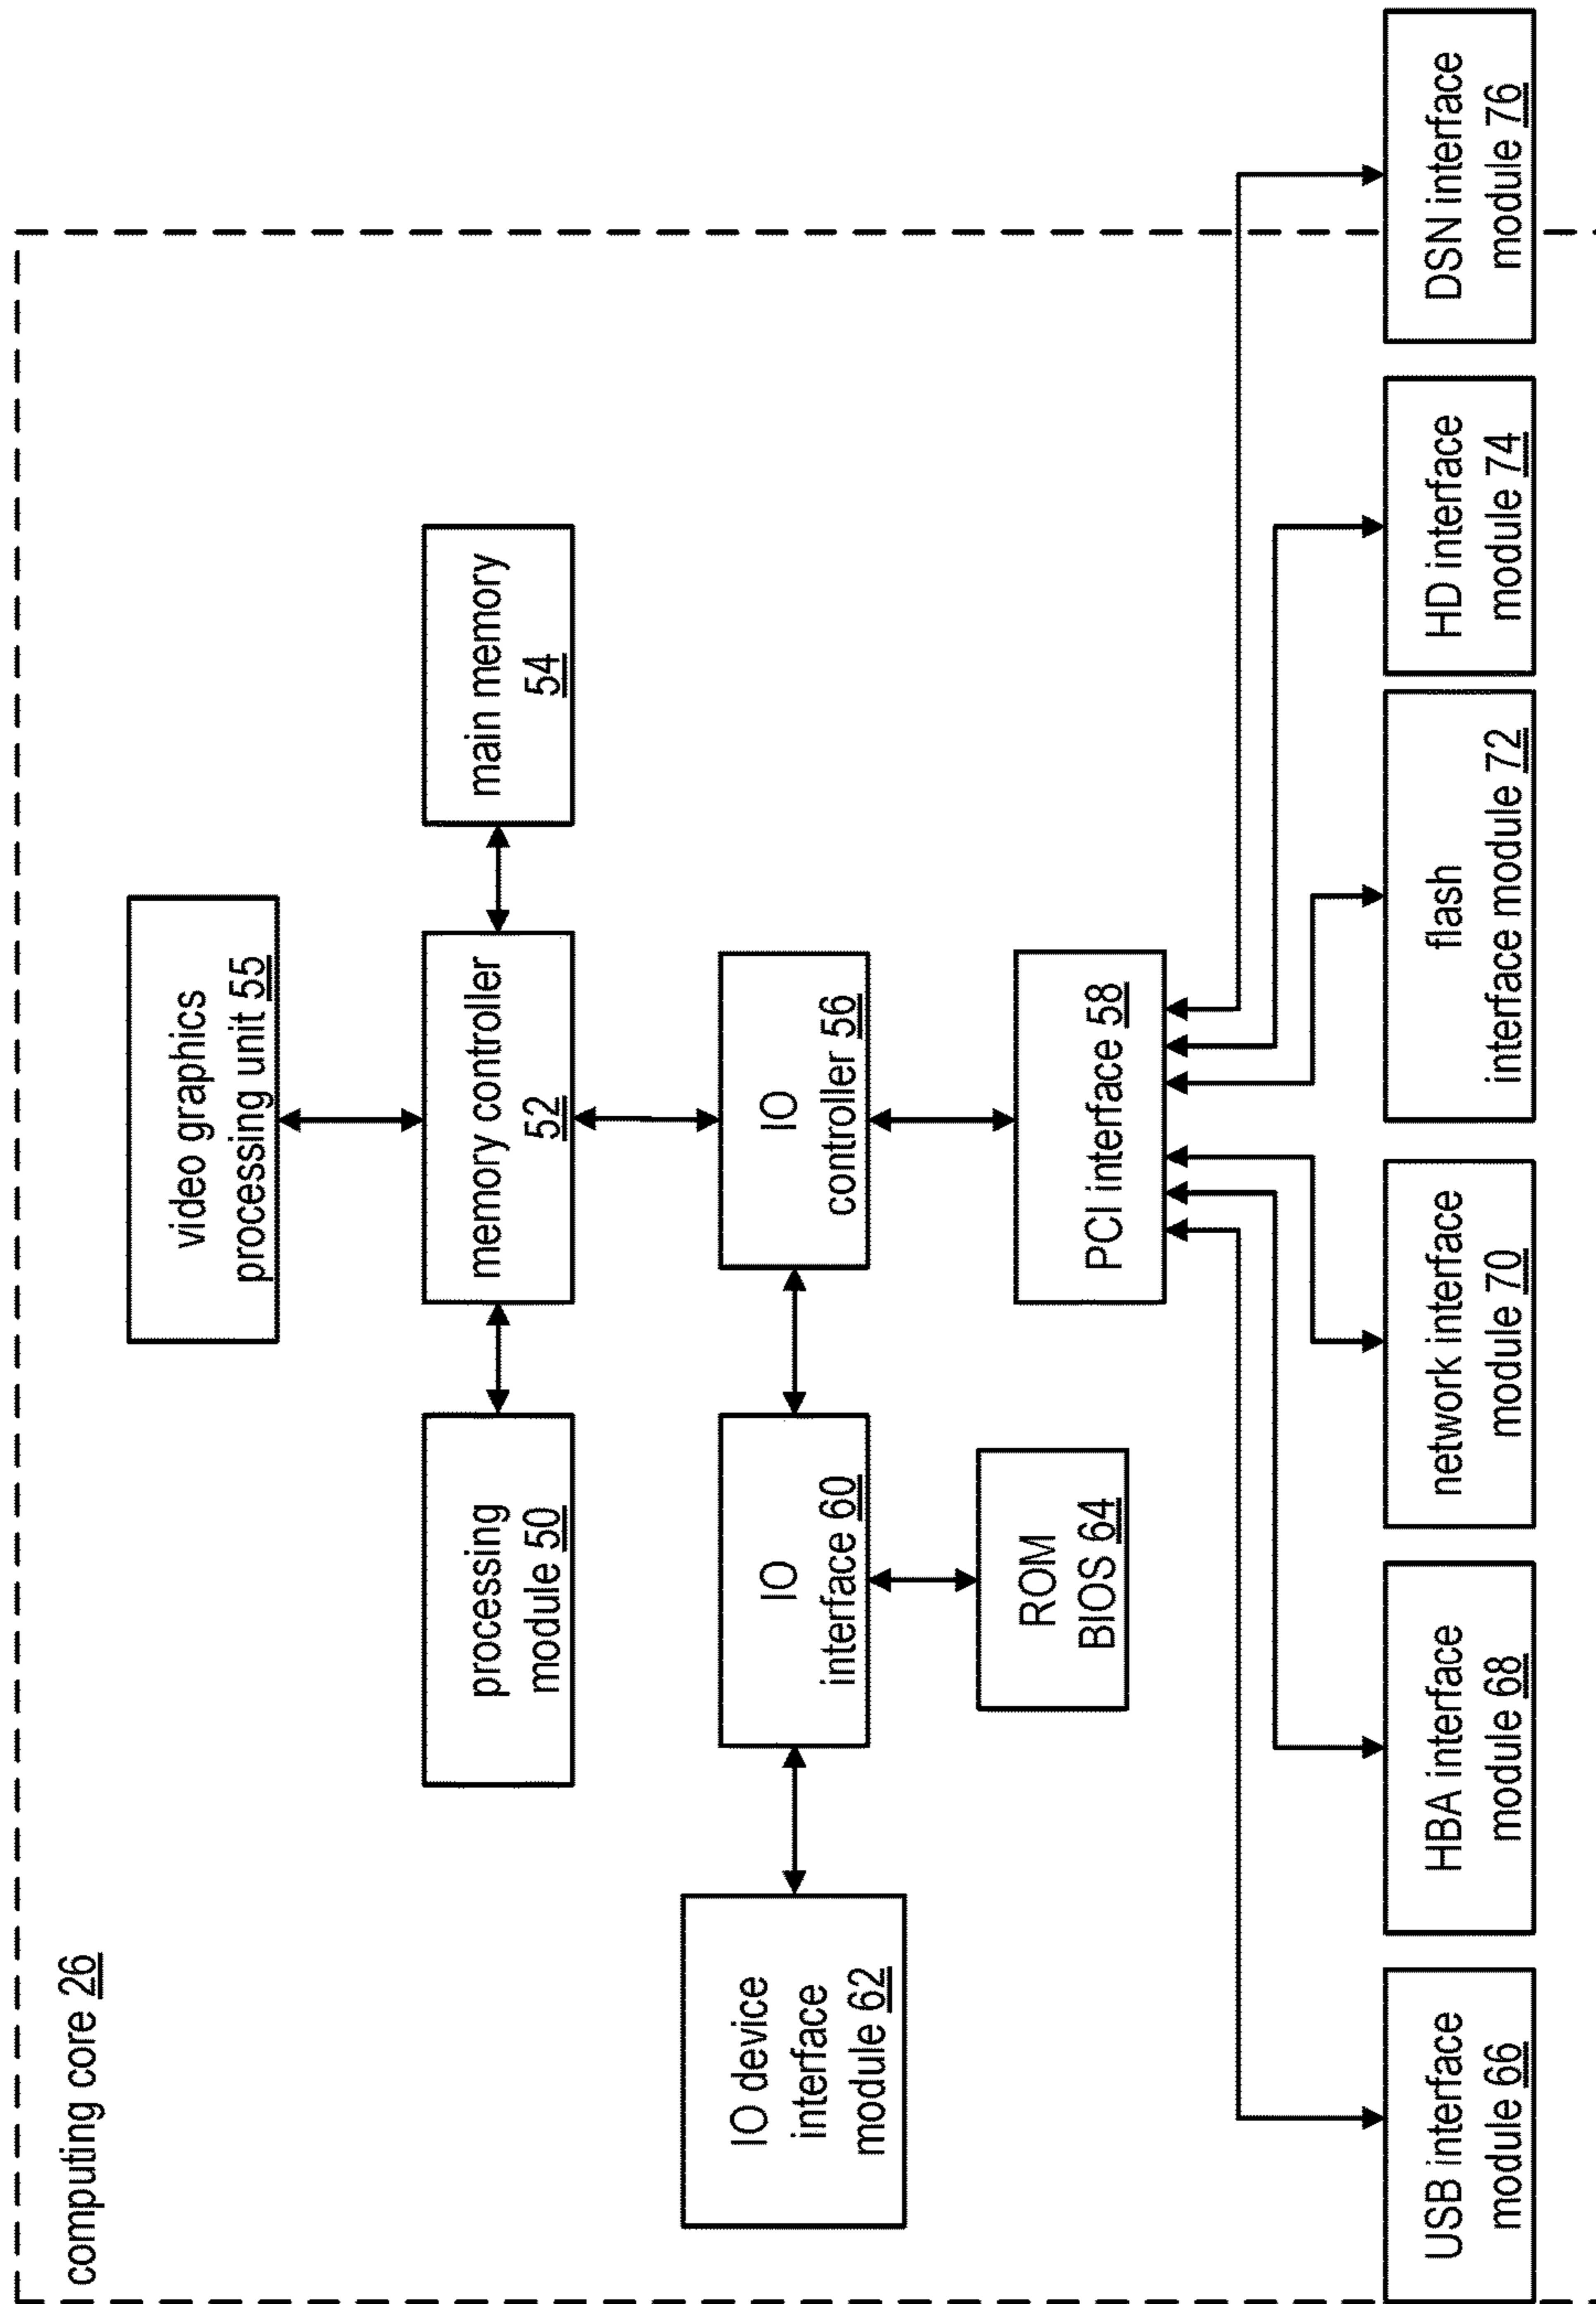 computing core 26
video graphics
processing unit 55
processing
module 50
memory controller
52
main memory
54
IO device
interface
module 62
IO
interface 60
IO
controller 56
ROM
BIOS 64
PCI interface 58
USB interface
module 66
HBA interface
module 68
network interface
module 70
flash
interface module 72
HD interface
module 74
DSN interface
module 76